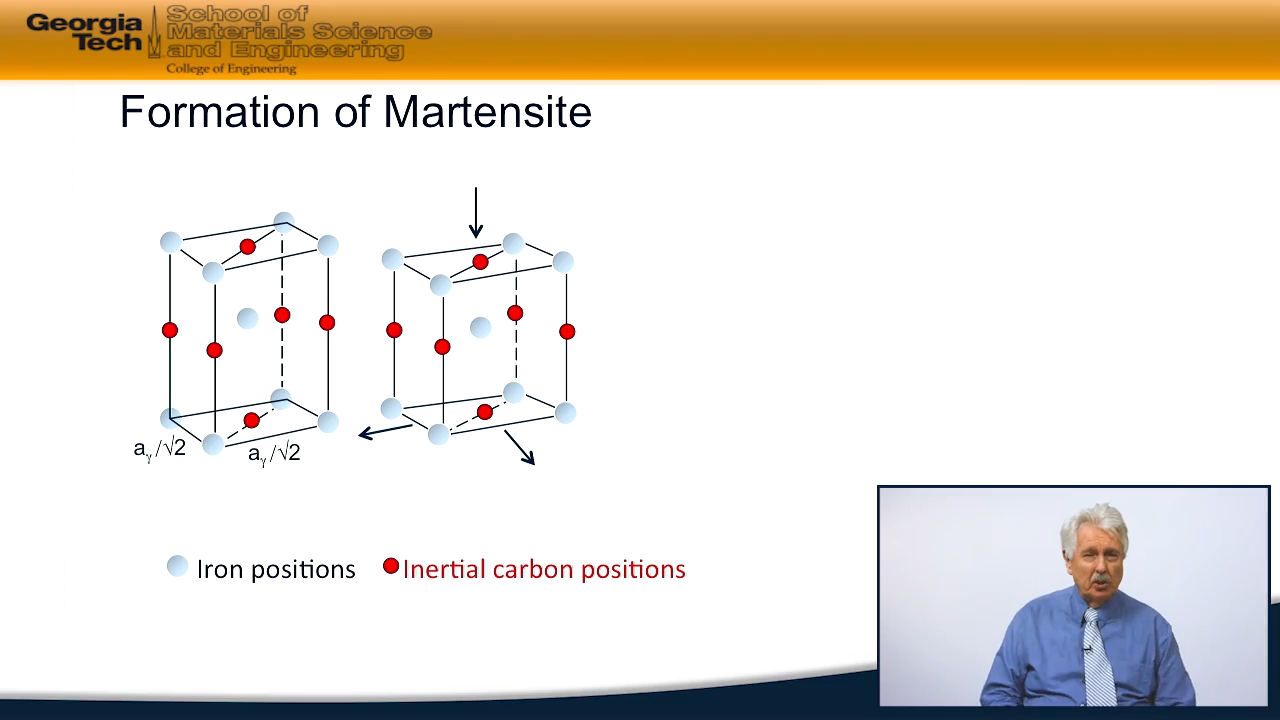 Georgia
Tech
School of
Materials Science
and Engineering
College of Engineering
Formation of Martensite
aγ/√2
aγ/√2
Iron positions
Inertial carbon positions